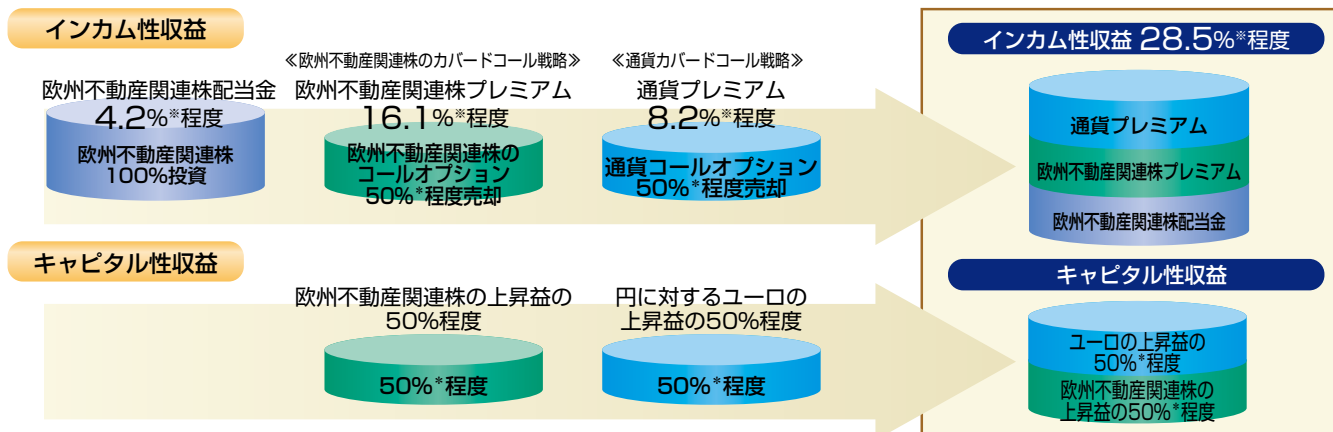 インカム性収益
欧州不動産関連株配当金
4.2%※程度
欧州不動産関連株
100%投資
≪欧州不動産関連株のカバードコール戦略≫
欧州不動産関連株プレミアム
16.1%※程度
欧州不動産関連株の
コールオプション
50%*程度売却
≪通貨カバードコール戦略≫
通貨プレミアム
8.2%※程度
通貨コールオプション
50%*程度売却
インカム性収益 28.5%※程度
通貨プレミアム
欧州不動産関連株プレミアム
欧州不動産関連株配当金
キャピタル性収益
欧州不動産関連株の上昇益の
50%程度
50%*程度
円に対するユーロの
上昇益の50%程度
50%*程度
キャピタル性収益
ユーロの上昇益の
50%*程度
欧州不動産関連株の
上昇益の50%*程度